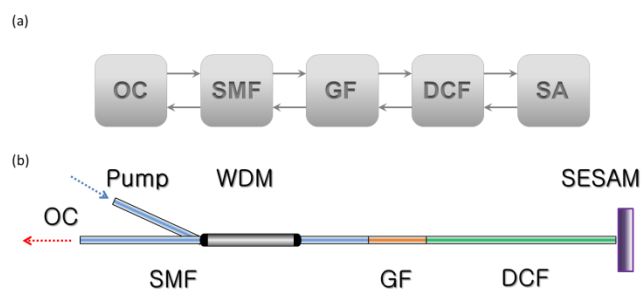 (a)
OC SMF GF DCF SA
(b)
Pump WDM SESAM
OC
SMF GF DCF